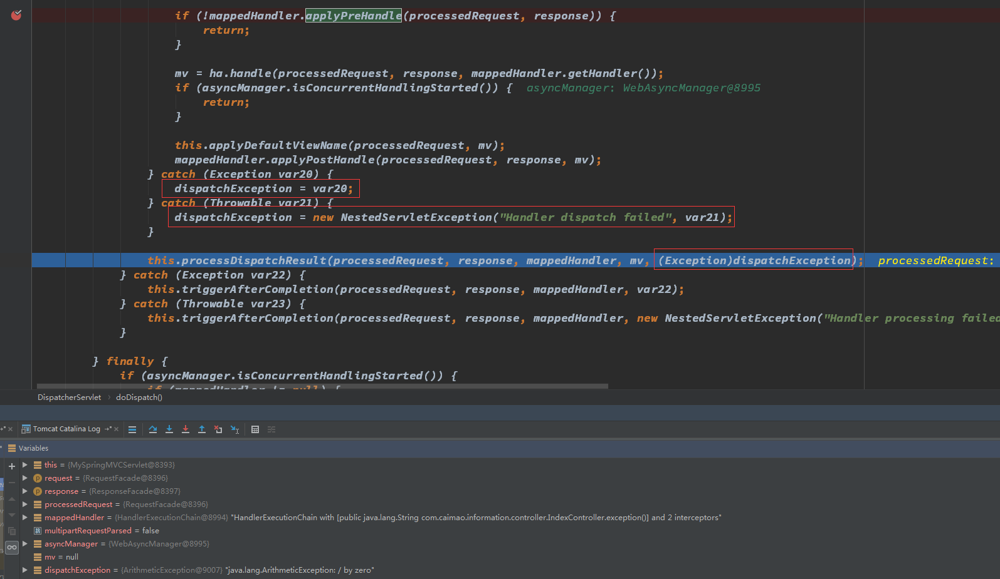 if (!mappedHandler.applyPreHandle(processedRequest, response)) {
return;
}
mv = ha.handle(processedRequest, response, mappedHandler.getHandler());
if (asyncManager.isConcurrentHandlingStarted()) { asyncManager: WebAsyncManager@8995
return;
}
this.applyDefaultViewName(processedRequest, mv);
mappedHandler.applyPostHandle(processedRequest, response, mv);
} catch (Exception var20) {
dispatchException = var20;
} catch (Throwable var21) {
dispatchException = new NestedServletException("Handler dispatch failed", var21);
}
this.processDispatchResult(processedRequest, response, mappedHandler, mv, (Exception)dispatchException); processedRequest:
} catch (Exception var22) {
this.triggerAfterCompletion(processedRequest, response, mappedHandler, var22);
} catch (Throwable var23) {
this.triggerAfterCompletion(processedRequest, response, mappedHandler, new NestedServletException("Handler processing failed
}
} finally {
if (asyncManager.isConcurrentHandlingStarted()) {
if (mappedHandler != null) {
DispatcherServlet › doDispatch()
Tomcat Catalina Log
Variables
this = {MySpringMVCServlet@8393}
request = {RequestFacade@8396}
response = {ResponseFacade@8397}
processedRequest = {RequestFacade@8396}
mappedHandler = {HandlerExecutionChain@8994} "HandlerExecutionChain with [public java.lang.String com.caimao.information.controller.IndexController.exception()] and 2 interceptors"
multipartRequestParsed = false
asyncManager = {WebAsyncManager@8995}
mv = null
dispatchException = {ArithmeticException@9007} "java.lang.ArithmeticException: / by zero"